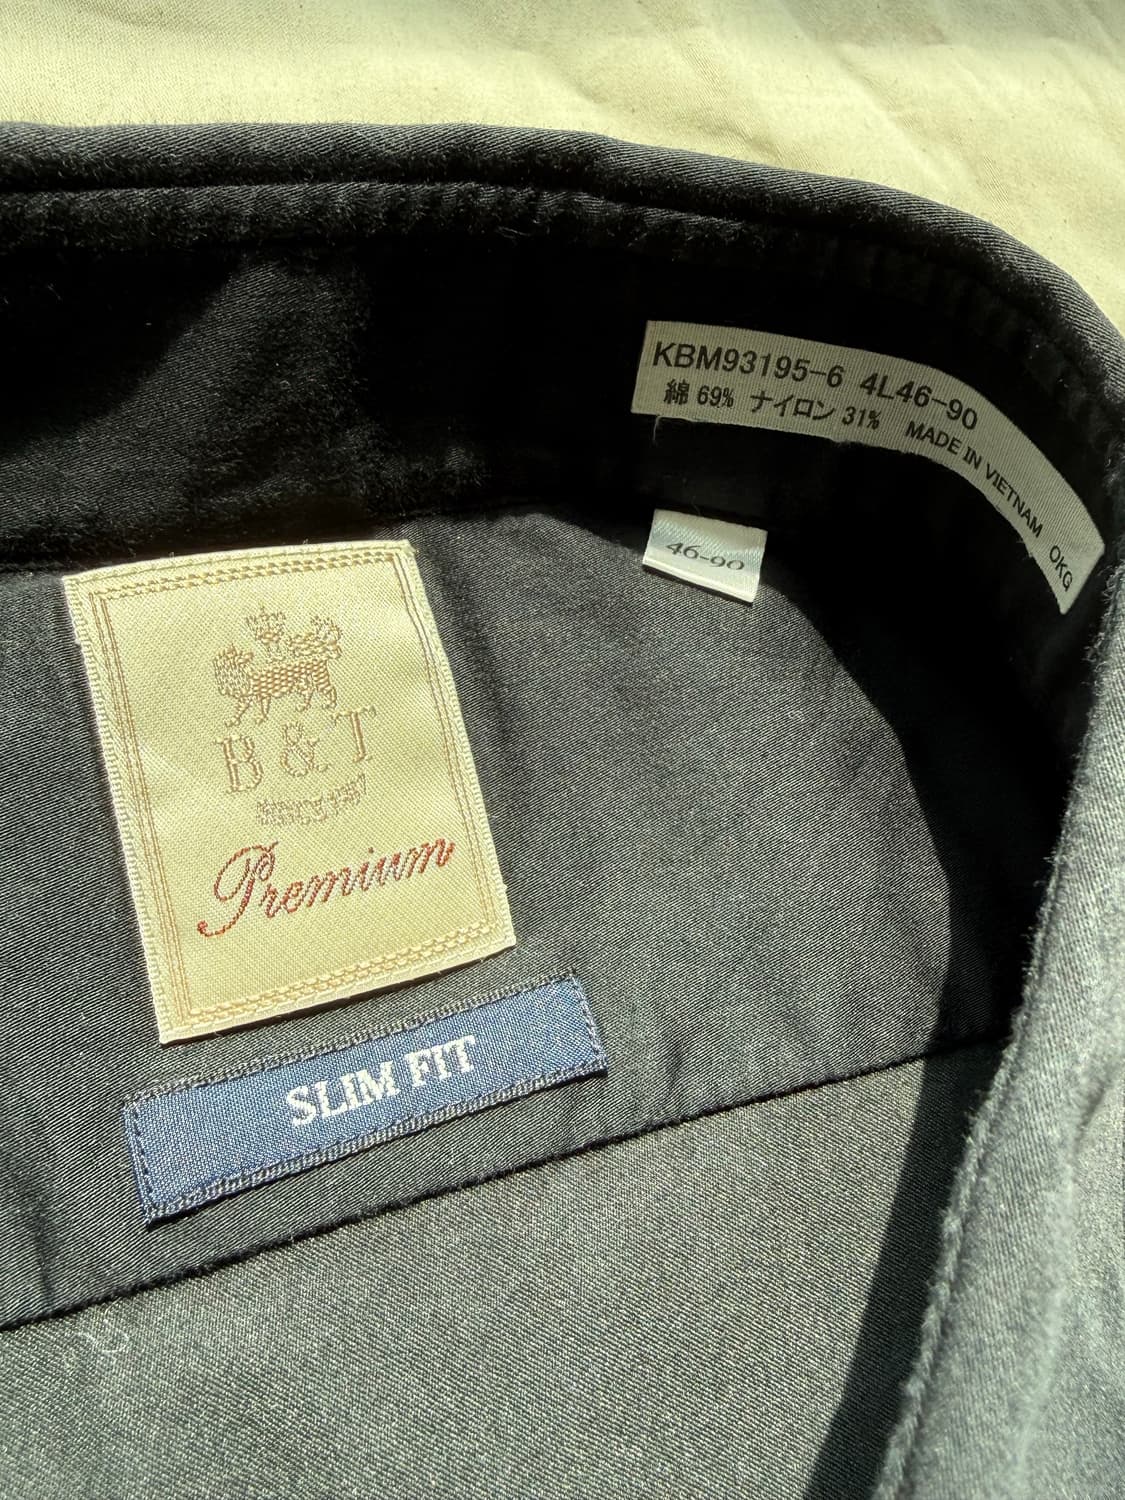 KBM93195-6 4L46-90
綿 69% ナイロン 31% MADE IN VIETNAM OKG
46-90
B & T
Premium
SLIM FIT